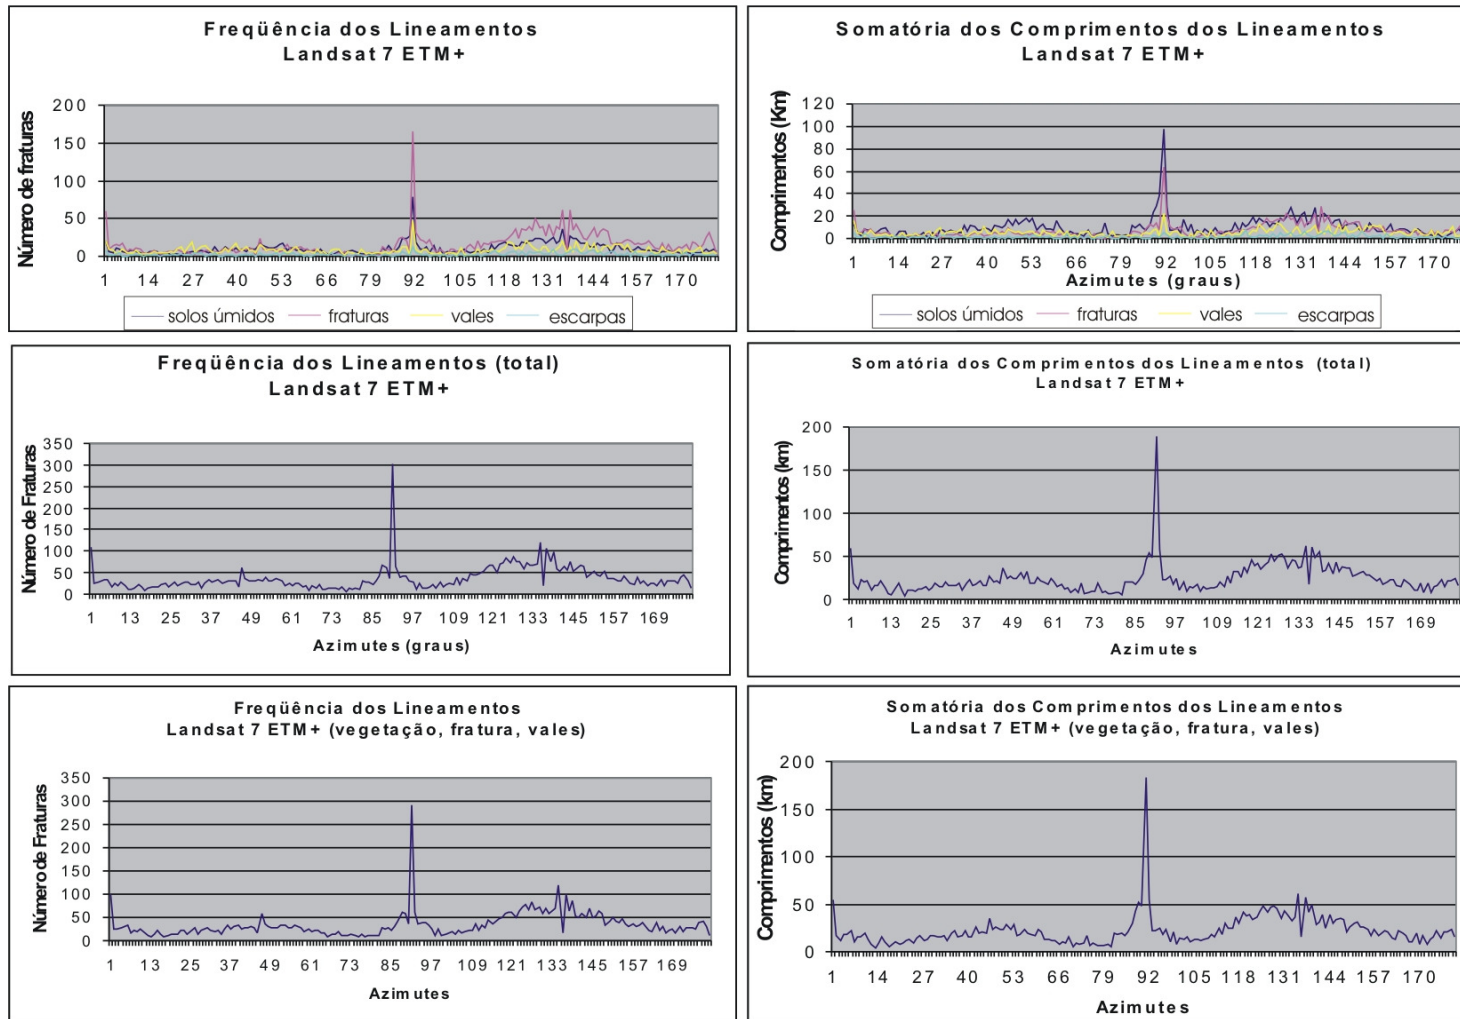 Freqüência dos Lineamentos
Landsat 7 ETM+
Número de fraturas
200
150
100
50
0
1 14 27 40 53 66 79 92 105 118 131 144 157 170
solos úmidos fraturas vales escarpas
Somatória dos Comprimentos dos Lineamentos
Landsat 7 ETM+
Comprimentos (Km)
120
100
80
60
40
20
0
1 14 27 40 53 66 79 92 105 118 131 144 157 170
Azimutes (graus)
solos úmidos fraturas vales escarpas
Freqüência dos Lineamentos (total)
Landsat 7 ETM+
Número de Fraturas
350
300
250
200
150
100
50
0
1 13 25 37 49 61 73 85 97 109 121 133 145 157 169
Azimutes (graus)
Somatória dos Comprimentos dos Lineamentos (total)
Landsat 7 ETM+
Comprimentos (km)
200
150
100
50
0
1 13 25 37 49 61 73 85 97 109 121 133 145 157 169
Azimutes
Freqüência dos Lineamentos
Landsat 7 ETM+ (vegetação, fratura, vales)
Número de Fraturas
350
300
250
200
150
100
50
0
1 13 25 37 49 61 73 85 97 109 121 133 145 157 169
Azimutes
Somatória dos Comprimentos dos Lineamentos
Landsat 7 ETM+ (vegetação, fratura, vales)
Comprimentos (km)
200
150
100
50
0
1 14 27 40 53 66 79 92 105 118 131 144 157 170
Azimutes